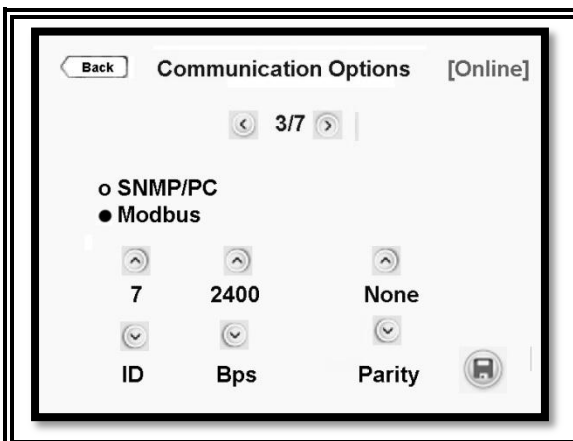 Back Communication Options [Online]
3/7
o SNMP/PC
● Modbus
7 2400 None
ID Bps Parity